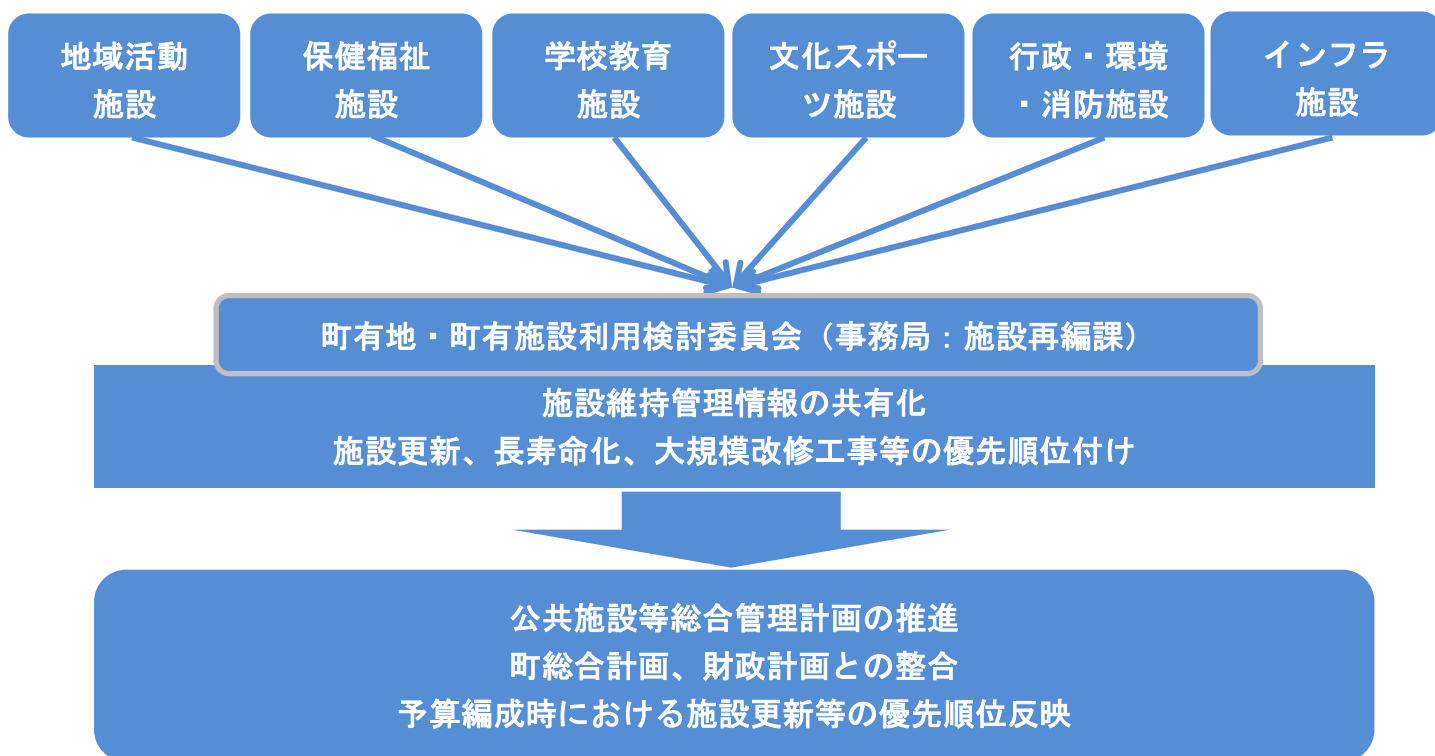 地域活動
施設
保健福祉
施設
学校教育
施設
文化スポー
ツ施設
行政・環境
・消防施設
インフラ
施設
町有地・町有施設利用検討委員会（事務局：施設再編課）
施設維持管理情報の共有化
施設更新、長寿命化、大規模改修工事等の優先順位付け
公共施設等総合管理計画の推進
町総合計画、財政計画との整合
予算編成時における施設更新等の優先順位反映